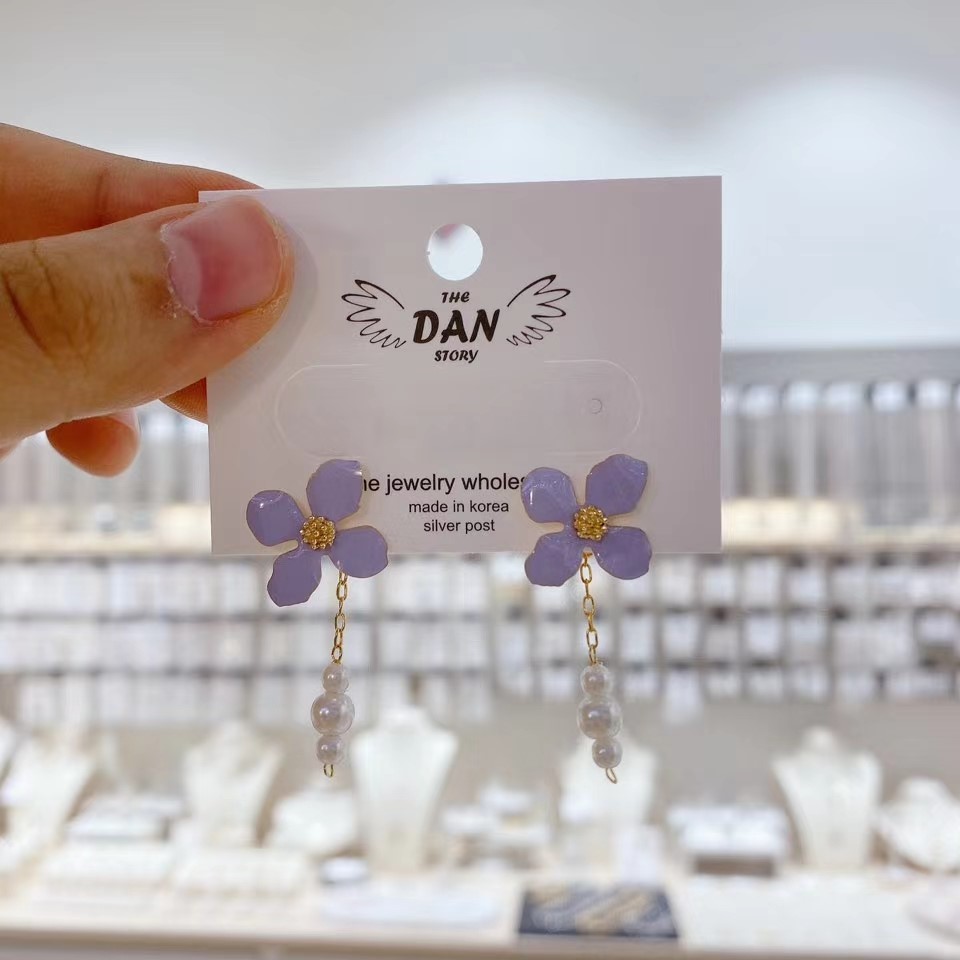 THE
DAN
STORY
he jewelry wholes
made in korea
silver post